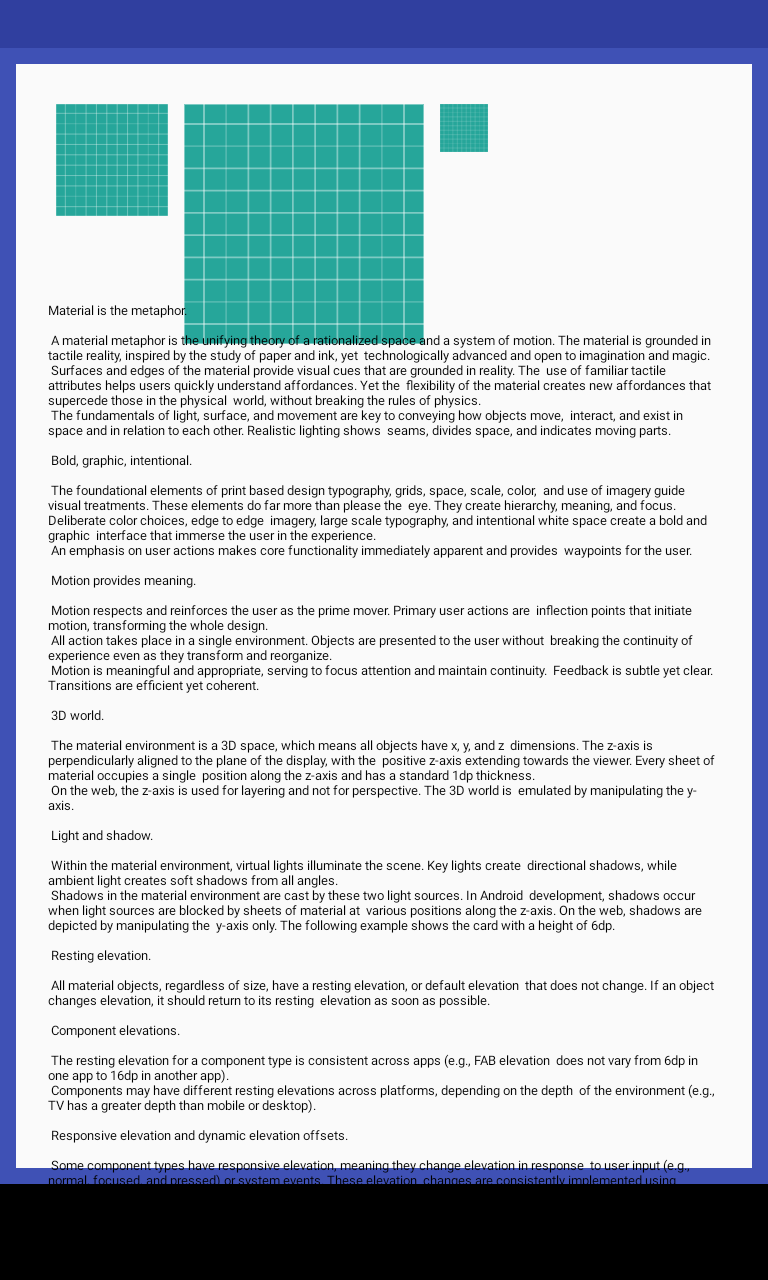 Material is the metaphor.
A material metaphor is the unifying theory of a rationalized space and a system of motion. The material is grounded in
tactile reality, inspired by the study of paper and ink, yet  technologically advanced and open to imagination and magic.
Surfaces and edges of the material provide visual cues that are grounded in reality. The  use of familiar tactile
attributes helps users quickly understand affordances. Yet the  flexibility of the material creates new affordances that
supercede those in the physical  world, without breaking the rules of physics.
The fundamentals of light, surface, and movement are key to conveying how objects move,  interact, and exist in
space and in relation to each other. Realistic lighting shows  seams, divides space, and indicates moving parts.
Bold, graphic, intentional.
The foundational elements of print based design typography, grids, space, scale, color,  and use of imagery guide
visual treatments. These elements do far more than please the  eye. They create hierarchy, meaning, and focus.
Deliberate color choices, edge to edge  imagery, large scale typography, and intentional white space create a bold and
graphic  interface that immerse the user in the experience.
An emphasis on user actions makes core functionality immediately apparent and provides  waypoints for the user.
Motion provides meaning.
Motion respects and reinforces the user as the prime mover. Primary user actions are  inflection points that initiate
motion, transforming the whole design.
All action takes place in a single environment. Objects are presented to the user without  breaking the continuity of
experience even as they transform and reorganize.
Motion is meaningful and appropriate, serving to focus attention and maintain continuity.  Feedback is subtle yet clear.
Transitions are efficient yet coherent.
3D world.
The material environment is a 3D space, which means all objects have x, y, and z  dimensions. The z-axis is
perpendicularly aligned to the plane of the display, with the  positive z-axis extending towards the viewer. Every sheet of
material occupies a single  position along the z-axis and has a standard 1dp thickness.
On the web, the z-axis is used for layering and not for perspective. The 3D world is  emulated by manipulating the y-
axis.
Light and shadow.
Within the material environment, virtual lights illuminate the scene. Key lights create  directional shadows, while
ambient light creates soft shadows from all angles.
Shadows in the material environment are cast by these two light sources. In Android  development, shadows occur
when light sources are blocked by sheets of material at  various positions along the z-axis. On the web, shadows are
depicted by manipulating the  y-axis only. The following example shows the card with a height of 6dp.
Resting elevation.
All material objects, regardless of size, have a resting elevation, or default elevation  that does not change. If an object
changes elevation, it should return to its resting  elevation as soon as possible.
Component elevations.
The resting elevation for a component type is consistent across apps (e.g., FAB elevation  does not vary from 6dp in
one app to 16dp in another app).
Components may have different resting elevations across platforms, depending on the depth  of the environment (e.g.,
TV has a greater depth than mobile or desktop).
Responsive elevation and dynamic elevation offsets.
Some component types have responsive elevation, meaning they change elevation in response  to user input (e.g.,
normal, focused, and pressed) or system events. These elevation  changes are consistently implemented using